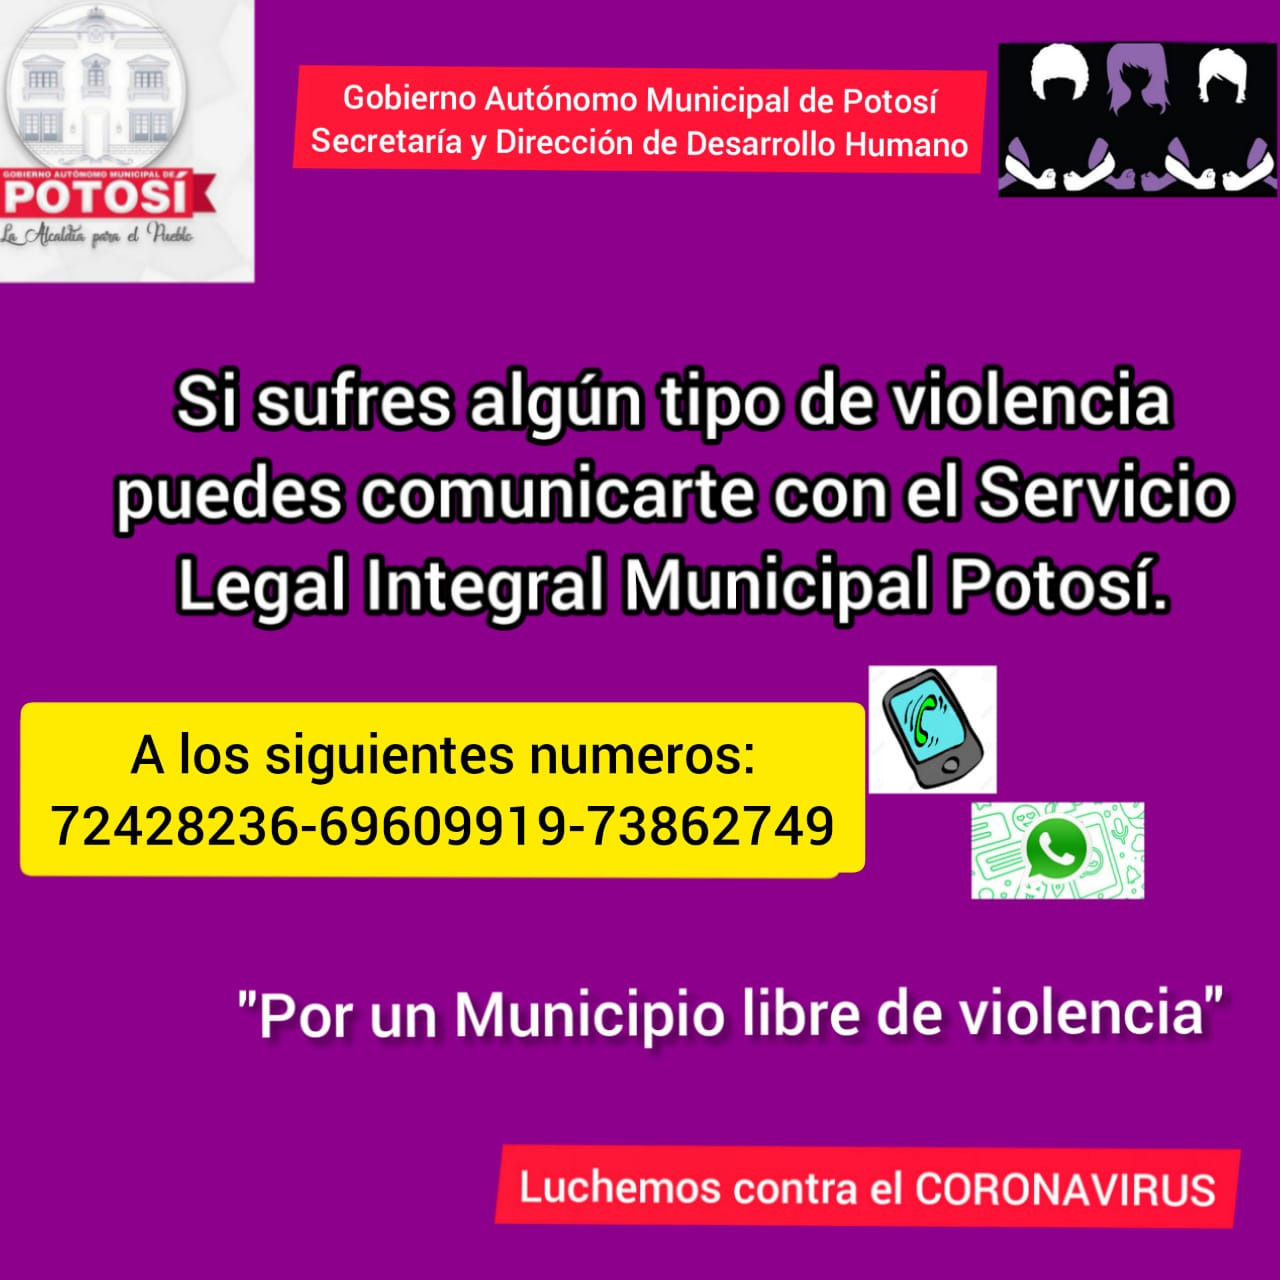 GOBIERNO AUTÓNOMO MUNICIPAL DE
POTOSÍ
La Alcaldía para el Pueblo
Gobierno Autónomo Municipal de Potosí
Secretaría y Dirección de Desarrollo Humano
Si sufres algún tipo de violencia
puedes comunicarte con el Servicio
Legal Integral Municipal Potosí.
A los siguientes numeros:
72428236-69609919-73862749
"Por un Municipio libre de violencia"
Luchemos contra el CORONAVIRUS